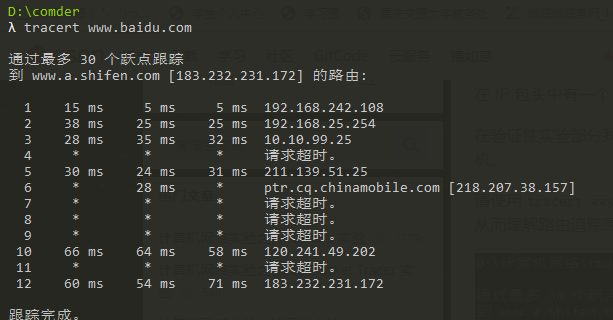 D:\comder
λ tracert www.baidu.com
通过最多 30 个跃点跟踪
到 www.a.shifen.com [183.232.231.172] 的路由:
1 15 ms 5 ms 5 ms 192.168.242.108
2 38 ms 25 ms 25 ms 192.168.25.254
3 28 ms 35 ms 32 ms 10.10.99.25
4 * * * 请求超时。
5 30 ms 24 ms 31 ms 211.139.51.25
6 * 28 ms * ptr.cq.chinamobile.com [218.207.38.157]
7 * * * 请求超时。
8 * * * 请求超时。
9 * * * 请求超时。
10 66 ms 64 ms 58 ms 120.241.49.202
11 * * * 请求超时。
12 60 ms 54 ms 71 ms 183.232.231.172
跟踪完成。